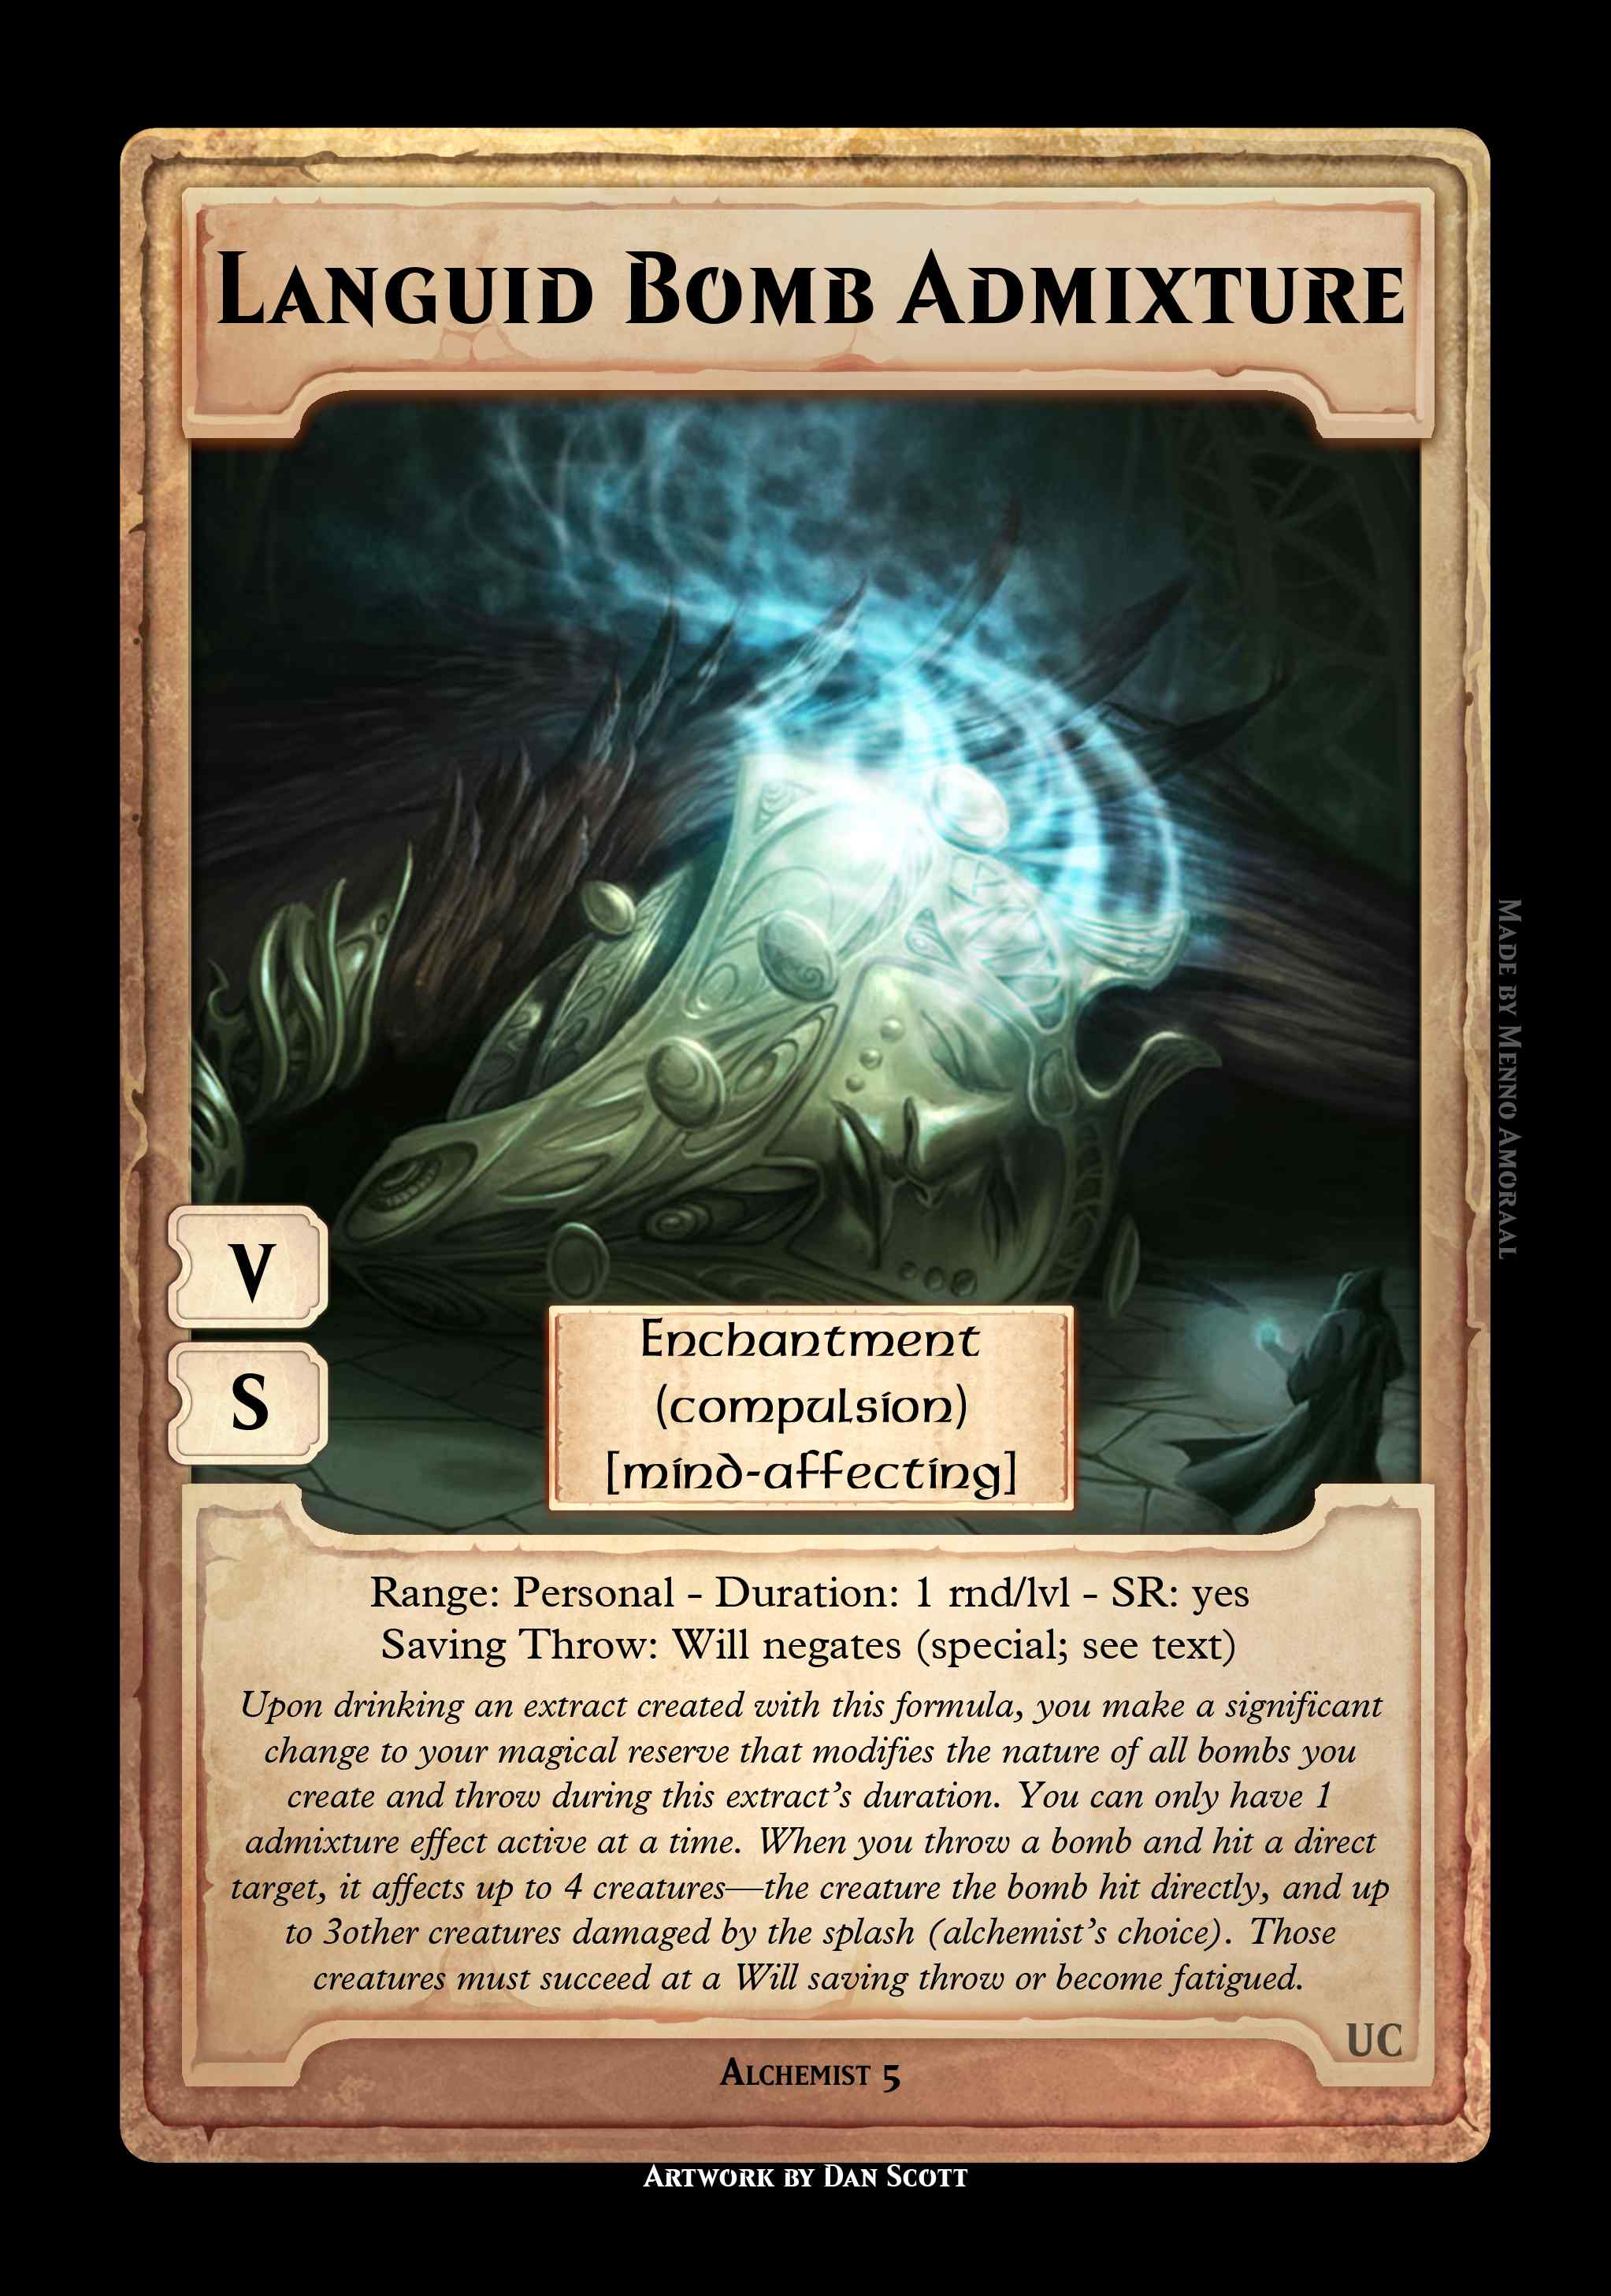 Languid Bomb Admixture
V
S
Enchantment
(compulsion)
[mind-affecting]
Range: Personal - Duration: 1 rnd/lvl - SR: yes
Saving Throw: Will negates (special; see text)
Upon drinking an extract created with this formula, you make a significant
change to your magical reserve that modifies the nature of all bombs you
create and throw during this extract's duration. You can only have 1
admixture effect active at a time. When you throw a bomb and hit a direct
target, it affects up to 4 creatures—the creature the bomb hit directly, and up
to 3other creatures damaged by the splash (alchemist's choice). Those
creatures must succeed at a Will saving throw or become fatigued.
UC
Alchemist 5
Artwork by Dan Scott
Made by Menno Amoraal